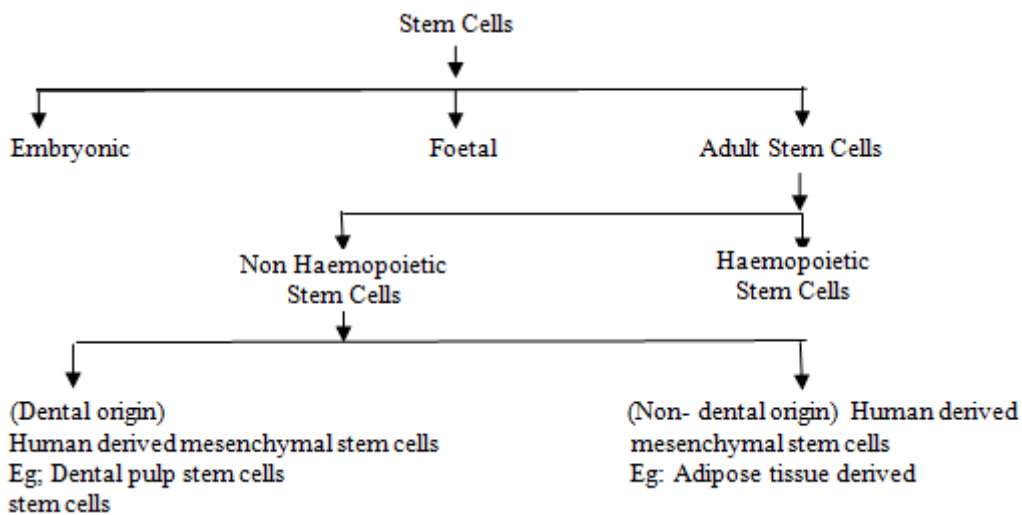 Stem Cells
Embryonic
Foetal
Adult Stem Cells
Non Haemopoietic
Stem Cells
Haemopoietic
Stem Cells
(Dental origin)
Human derived mesenchymal stem cells
Eg; Dental pulp stem cells
stem cells
(Non- dental origin) Human derived
mesenchymal stem cells
Eg: Adipose tissue derived